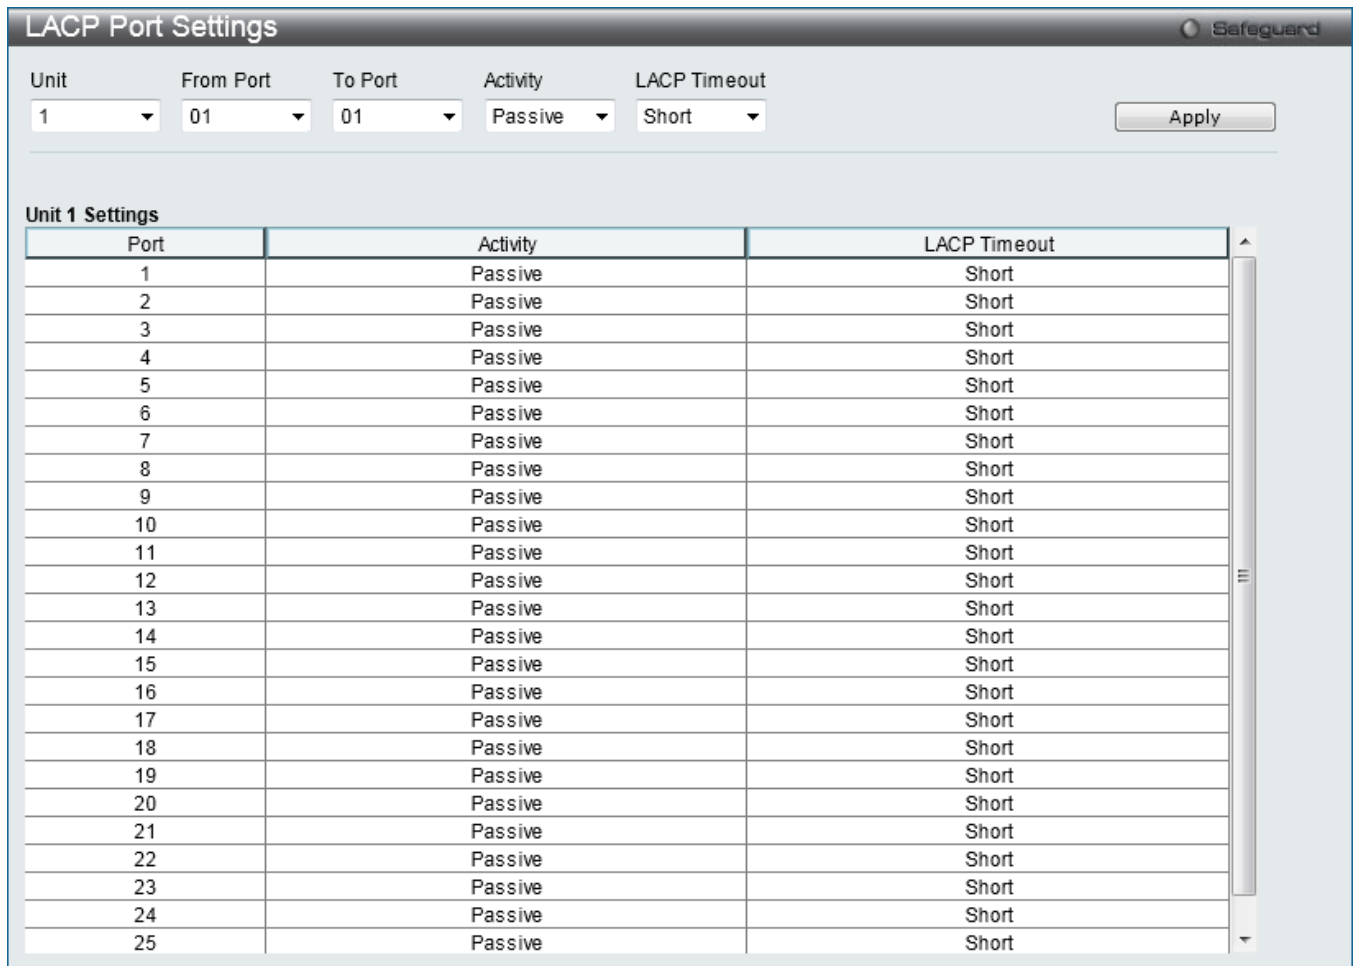 LACP Port Settings
Safeguard
Unit From Port To Port Activity LACP Timeout
1 01 01 Passive Short Apply
Unit 1 Settings
Port Activity LACP Timeout
1 Passive Short
2 Passive Short
3 Passive Short
4 Passive Short
5 Passive Short
6 Passive Short
7 Passive Short
8 Passive Short
9 Passive Short
10 Passive Short
11 Passive Short
12 Passive Short
13 Passive Short
14 Passive Short
15 Passive Short
16 Passive Short
17 Passive Short
18 Passive Short
19 Passive Short
20 Passive Short
21 Passive Short
22 Passive Short
23 Passive Short
24 Passive Short
25 Passive Short